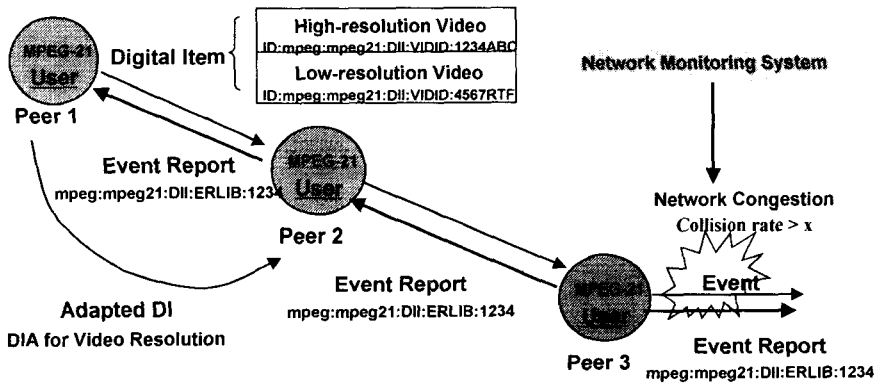 MPEG-21
User
Peer 1
Digital Item
High-resolution Video
ID:mpeg:mpeg21:DII:VIDID:1234ABC
Low-resolution Video
ID:mpeg:mpeg21:DII:VIDID:4567RTF
Network Monitoring System
Event Report
mpeg:mpeg21:DII:ERLIB:1234
MPEG-21
User
Peer 2
Network Congestion
Collision rate > x
Event
Adapted DI
DIA for Video Resolution
Event Report
mpeg:mpeg21:DII:ERLIB:1234
MPEG-21
User
Peer 3
Event Report
mpeg:mpeg21:DII:ERLIB:1234